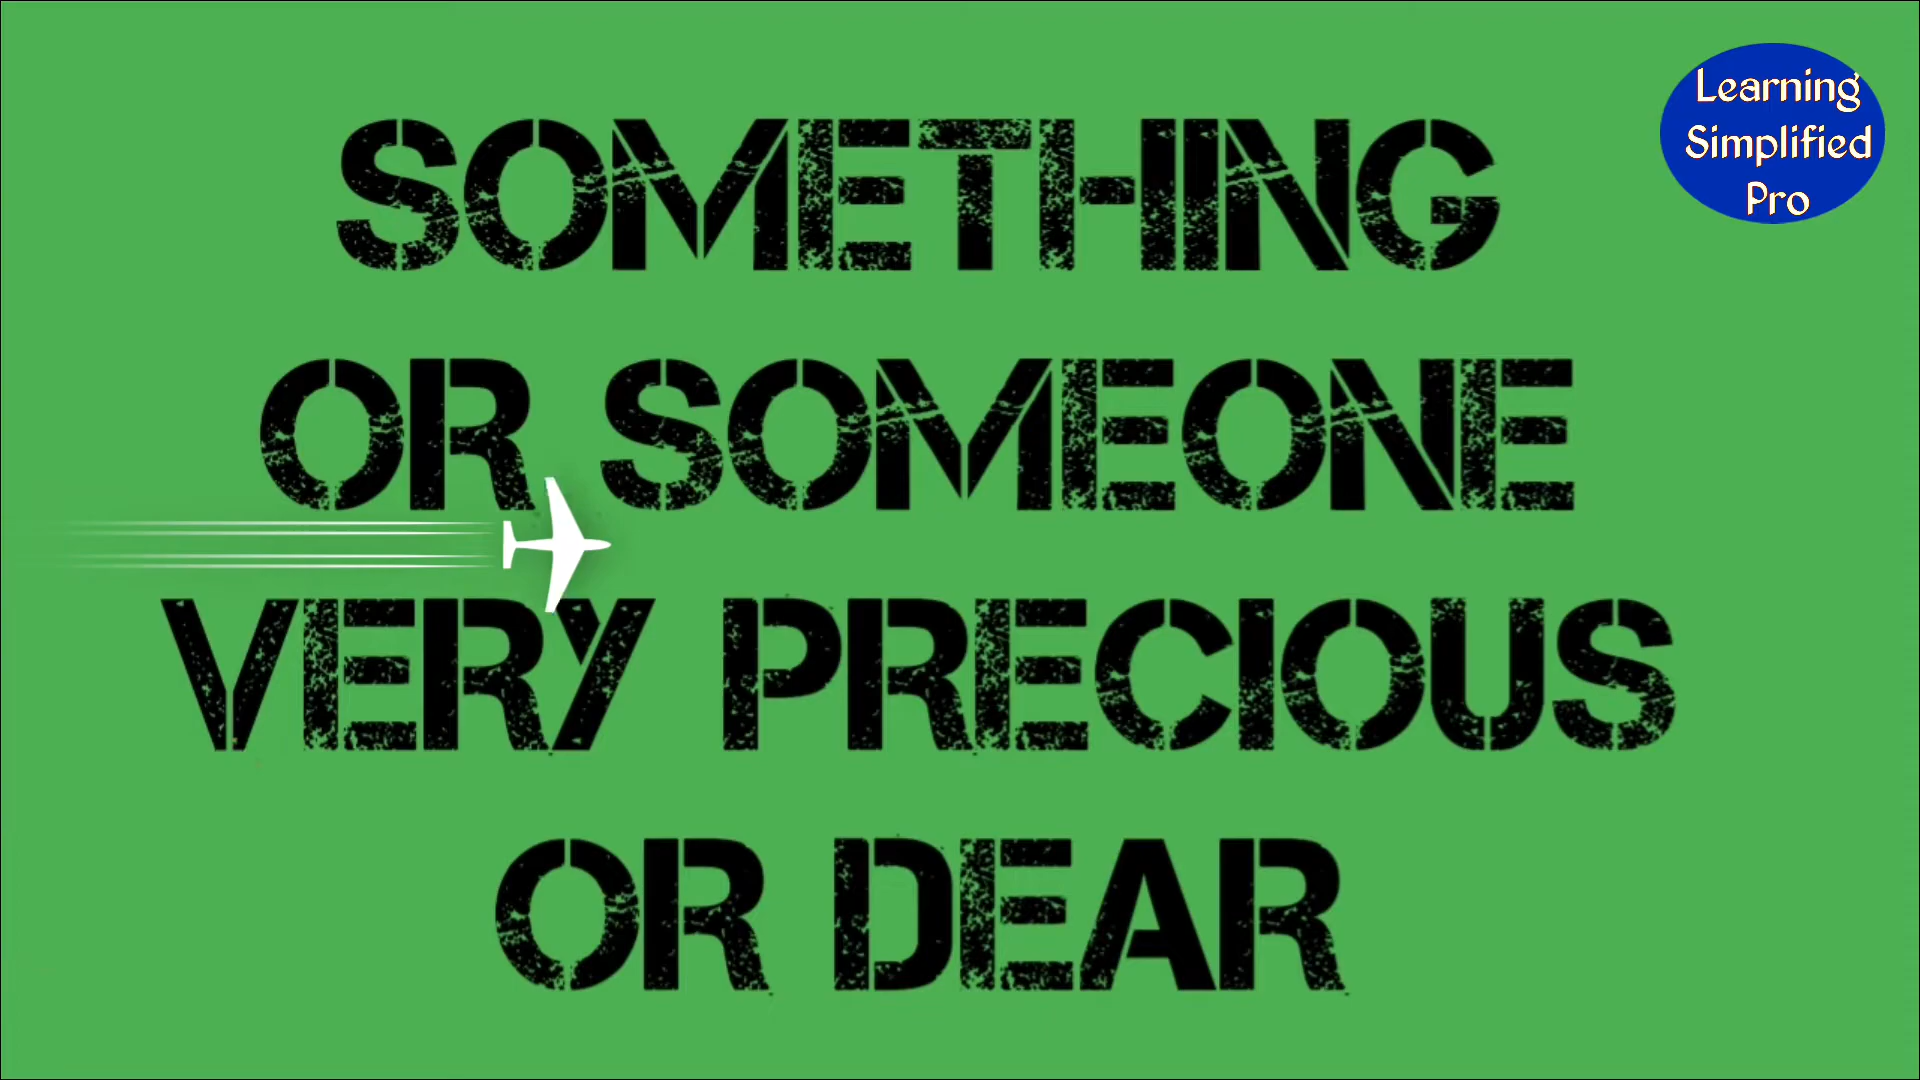 SOMETHING
OR SOMEONE
VERY PRECIOUS
OR DEAR
Learning
Simplified
Pro